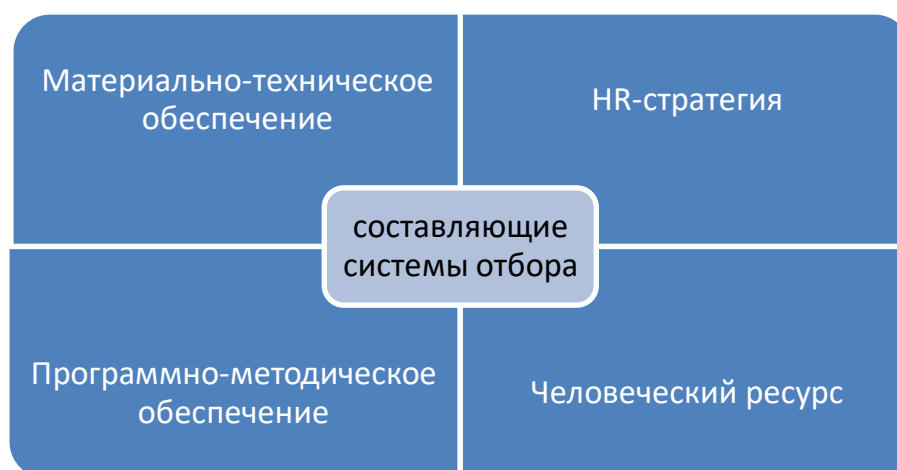 Материально-техническое
обеспечение
HR-стратегия
составляющие
системы отбора
Программно-методическое
обеспечение
Человеческий ресурс